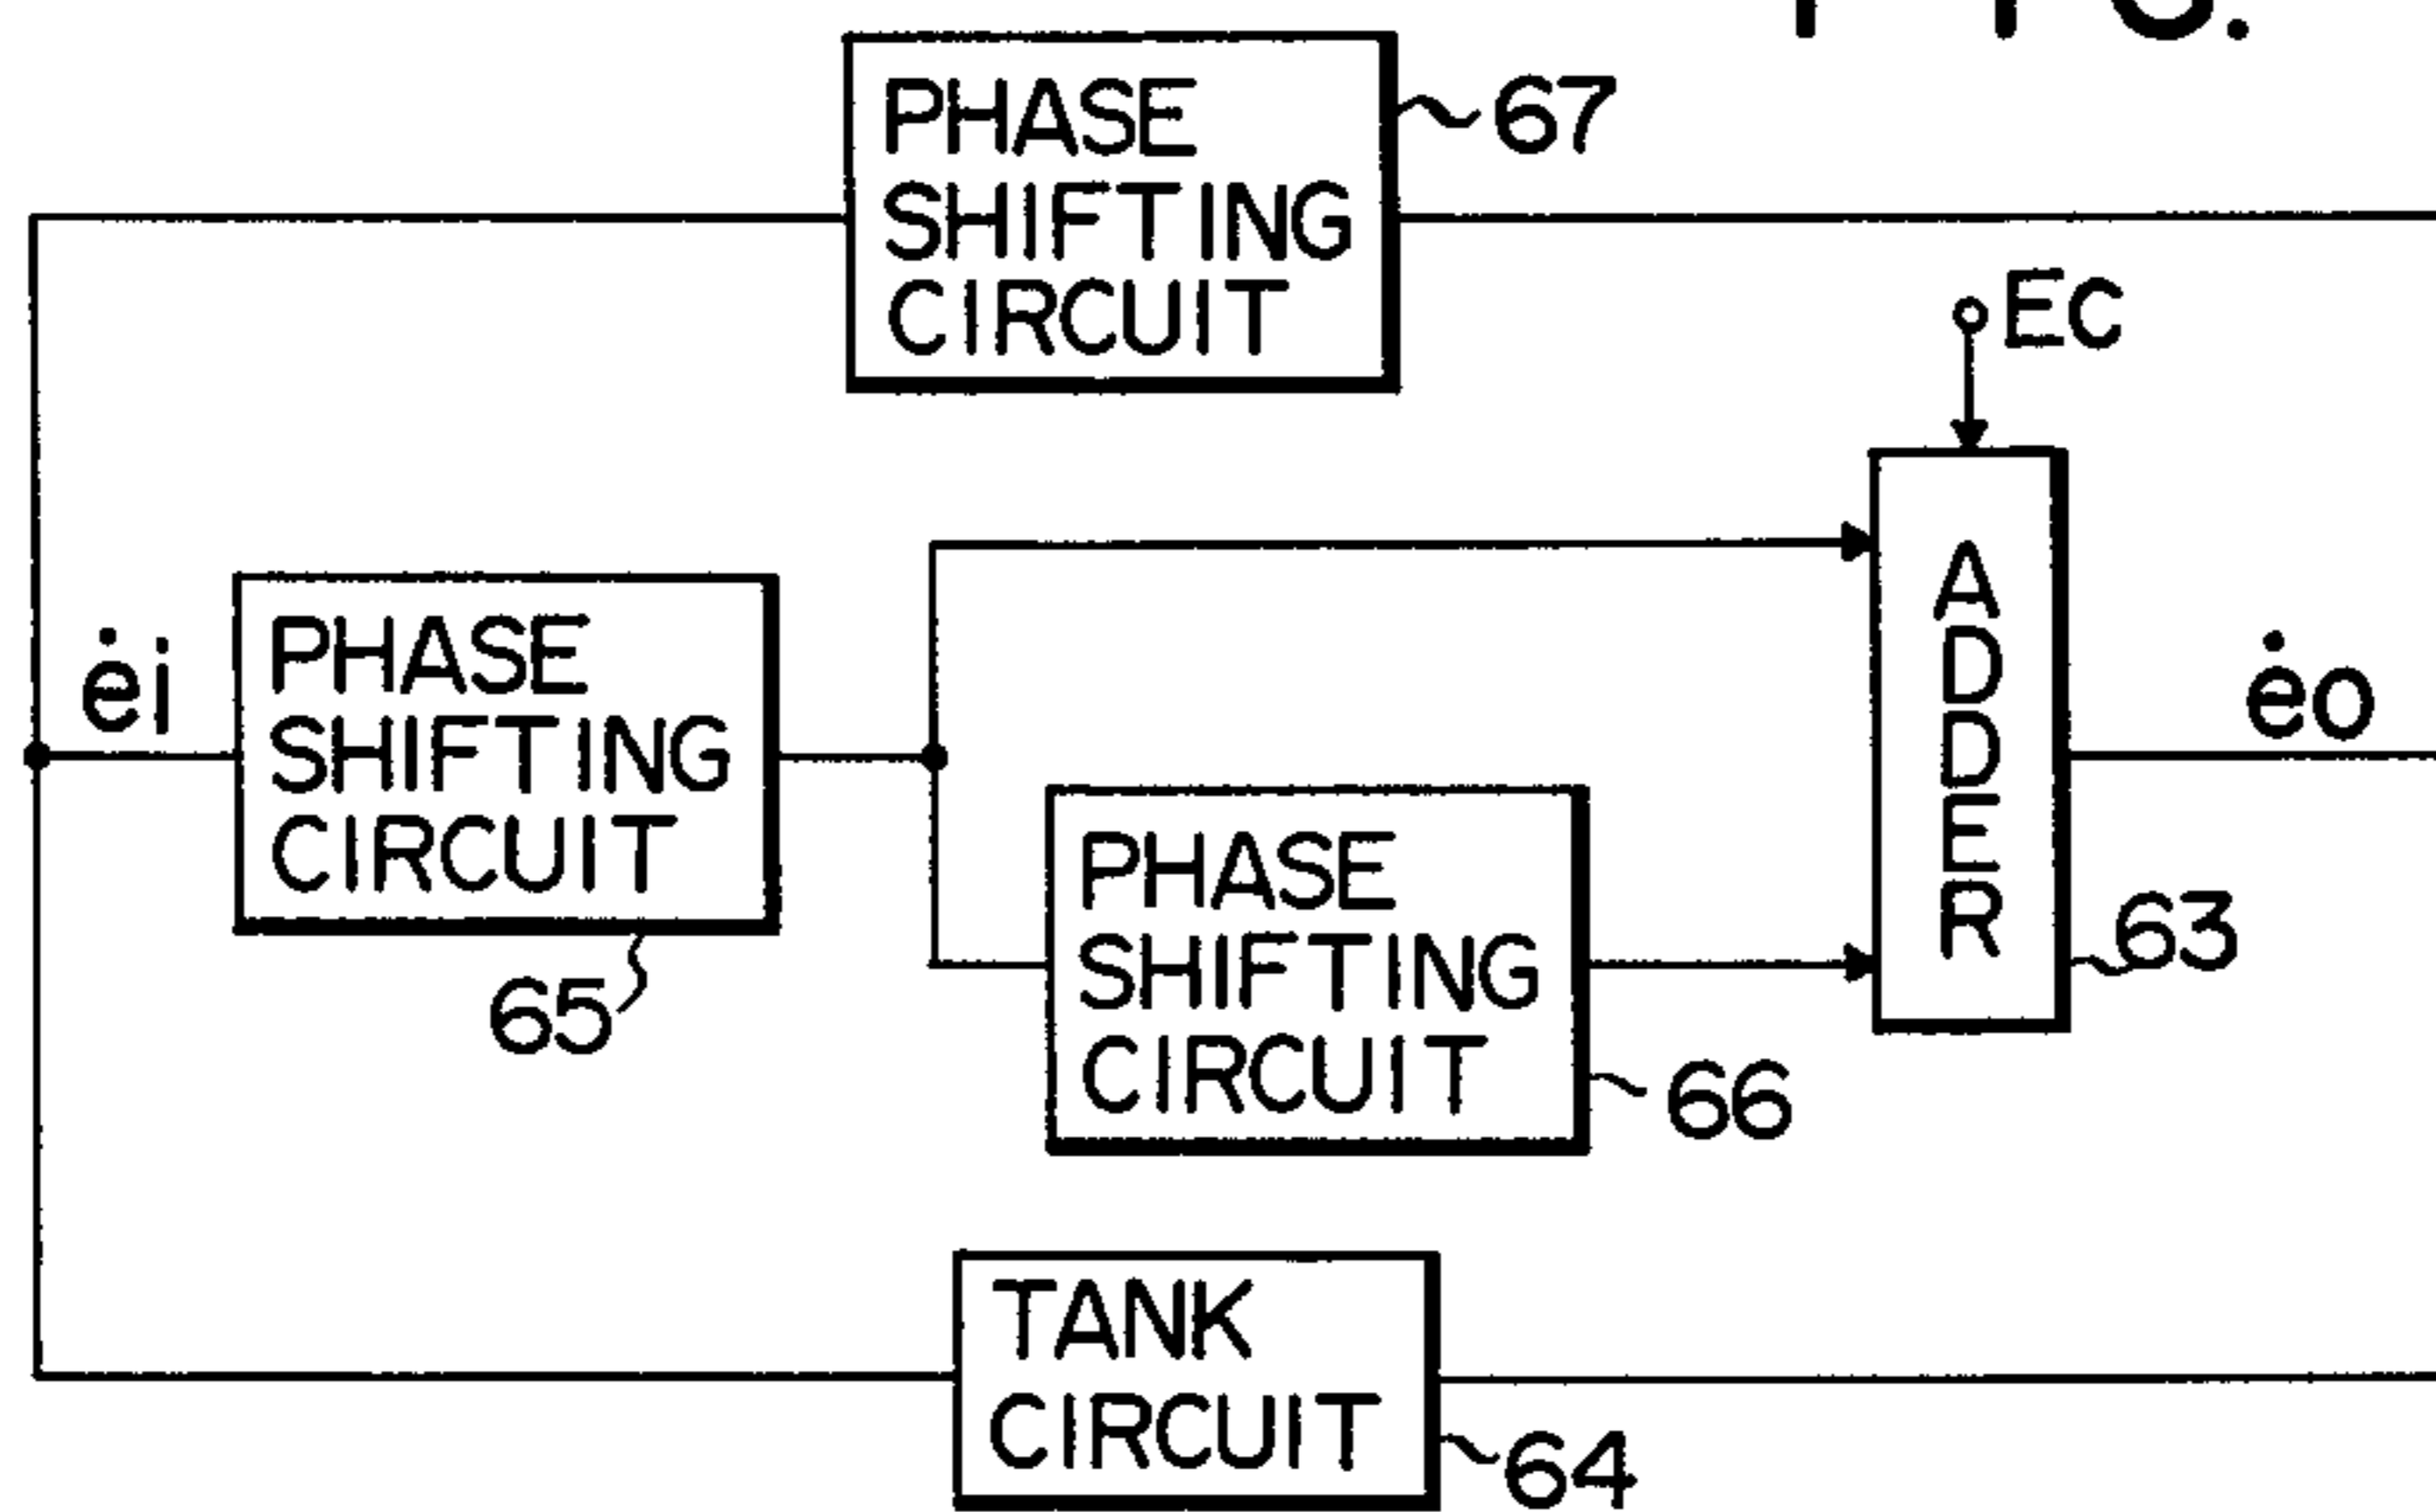 PHASE
SHIFTING
CIRCUIT
67
EC
ėi
PHASE
SHIFTING
CIRCUIT
65
ADDER
ėo
63
PHASE
SHIFTING
CIRCUIT
66
TANK
CIRCUIT
64